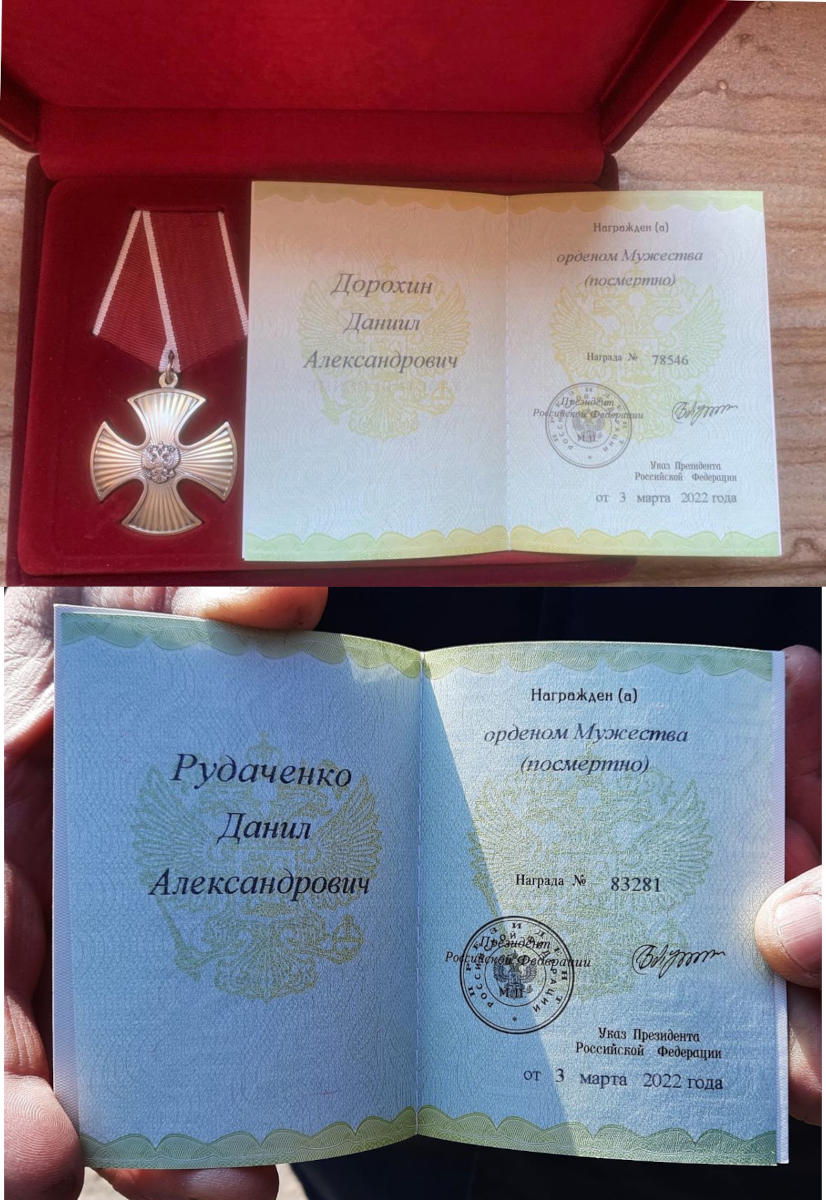 Дорохин
Даниил
Александрович
Награжден (а)
орденом Мужества
(посмертно)
Награда № 78546
Президент
Российской Федерации
М.П.
Указ Президента
Российской Федерации
от 3 марта 2022 года
Рудаченко
Данил
Александрович
Награжден (а)
орденом Мужества
(посмертно)
Награда № 83281
Президент
Российской Федерации
М.П.
Указ Президента
Российской Федерации
от 3 марта 2022 года